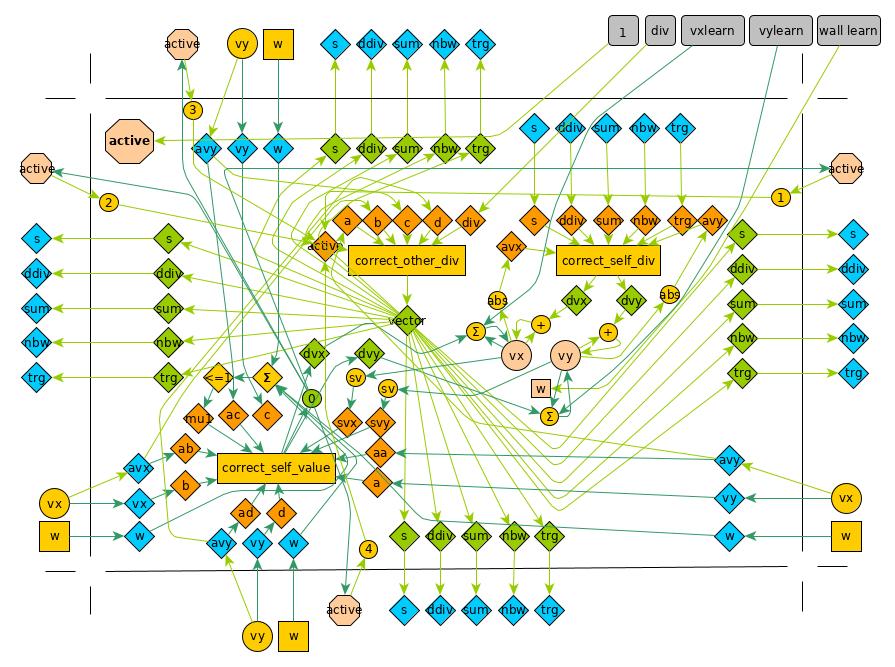 1 div vxlearn vylearn wall learn
active vy w s ddiv sum nbw trg
3
active avy vy w s ddiv sum nbw trg s ddiv sum nbw trg
active active
2 1
a b c d div s ddiv sum nbw trg avy
s s active avx s s
correct_other_div correct_self_div
ddiv ddiv ddiv ddiv
abs dvx dvy abs
sum sum sum sum
vector Σ + +
nbw nbw nbw nbw
dvx dvy vx vy
trg trg <=1 Σ sv trg trg
sv w
0
mu1 ac c svx svy Σ
ab aa
avx correct_self_value avy
b a
vx vx vy vx
ad d
w w avy vy w s ddiv sum nbw trg w w
4
active s ddiv sum nbw trg
vy w